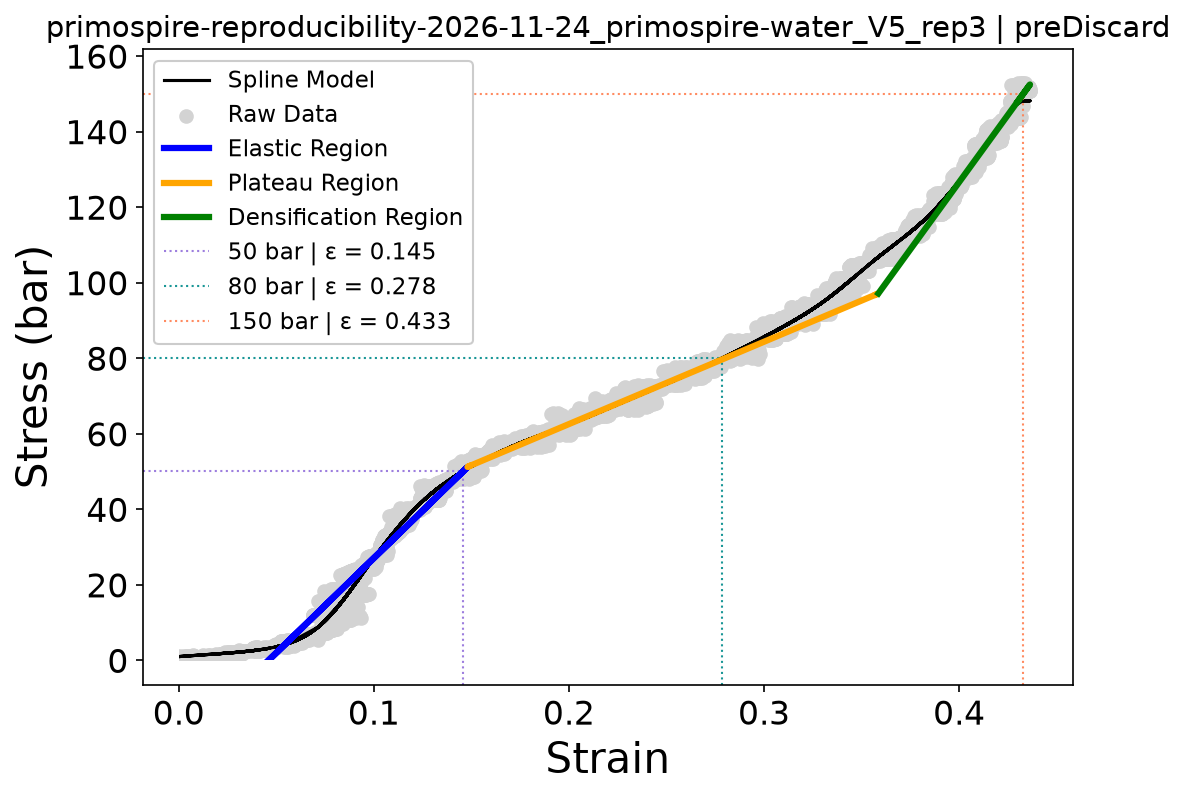 primospire-reproducibility-2026-11-24_primospire-water_V5_rep3 | preDiscard
Stress (bar)
160
140
120
100
80
60
40
20
0
Spline Model
Raw Data
Elastic Region
Plateau Region
Densification Region
50 bar | ε = 0.145
80 bar | ε = 0.278
150 bar | ε = 0.433
0.0 0.1 0.2 0.3 0.4
Strain